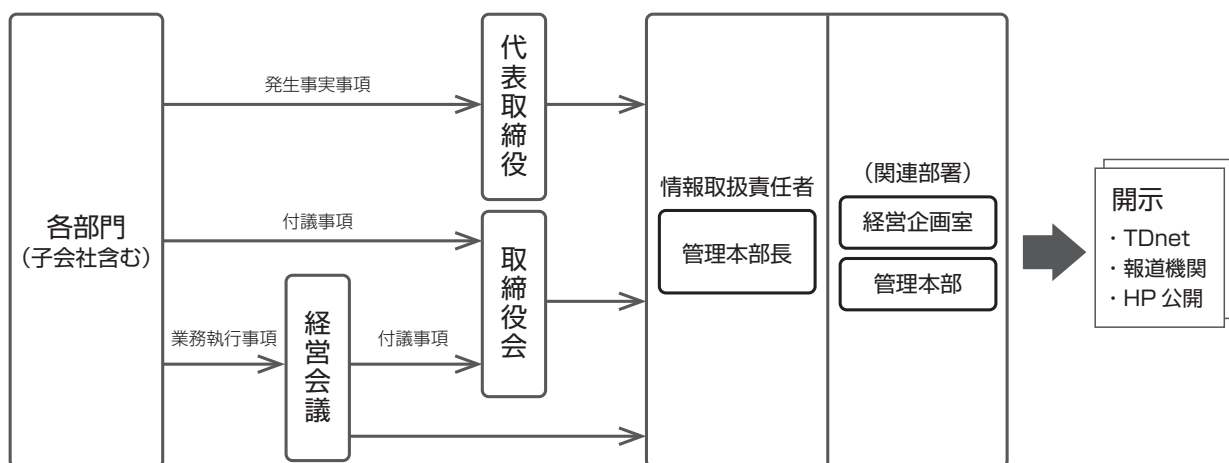 各部門
（子会社含む）
発生事実事項
代表取締役
付議事項
取締役会
業務執行事項
経営会議
付議事項
情報取扱責任者
管理本部長
（関連部署）
経営企画室
管理本部
開示
・TDnet
・報道機関
・HP 公開